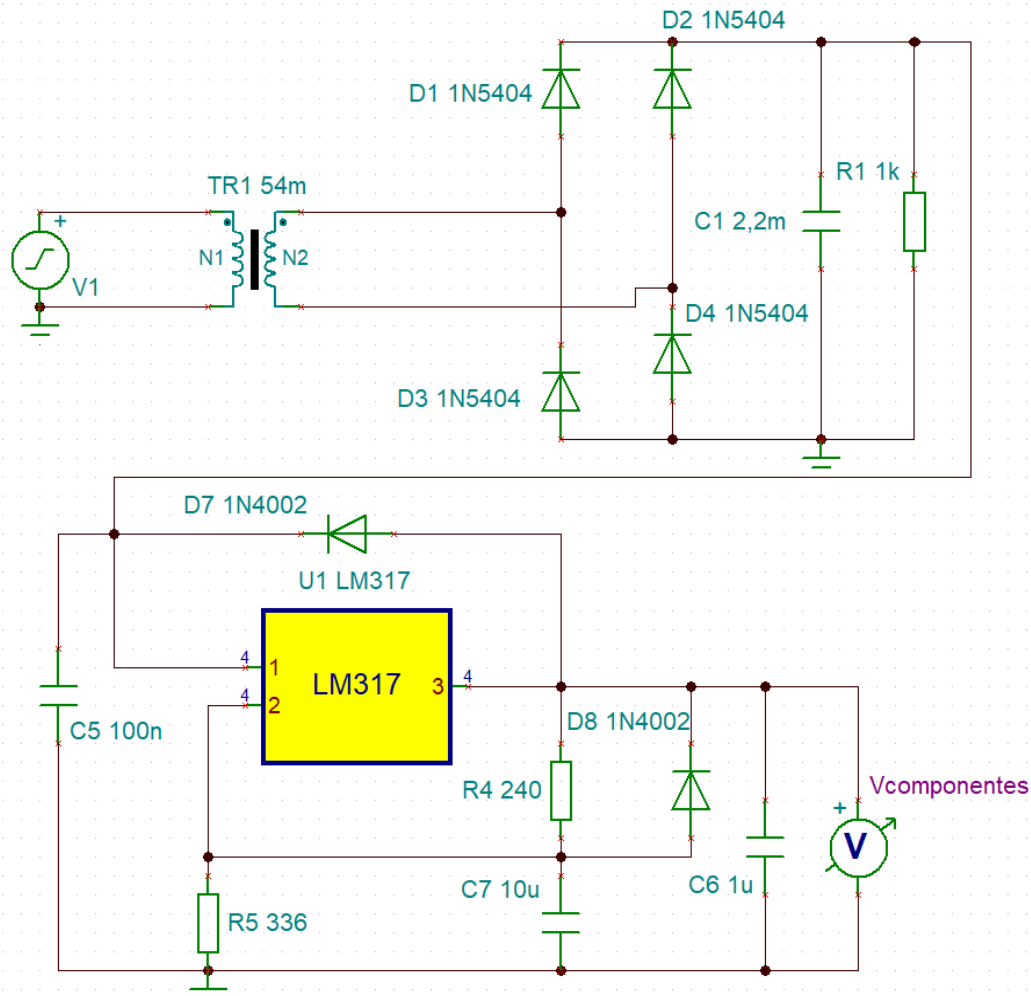 D2 1N5404
D1 1N5404
R1 1k
TR1 54m
C1 2,2m
+
N1
N2
V1
D4 1N5404
D3 1N5404
D7 1N4002
U1 LM317
4
1
LM317
3
4
4
2
C5 100n
D8 1N4002
R4 240
Vcomponentes
+
V
C7 10u
C6 1u
R5 336